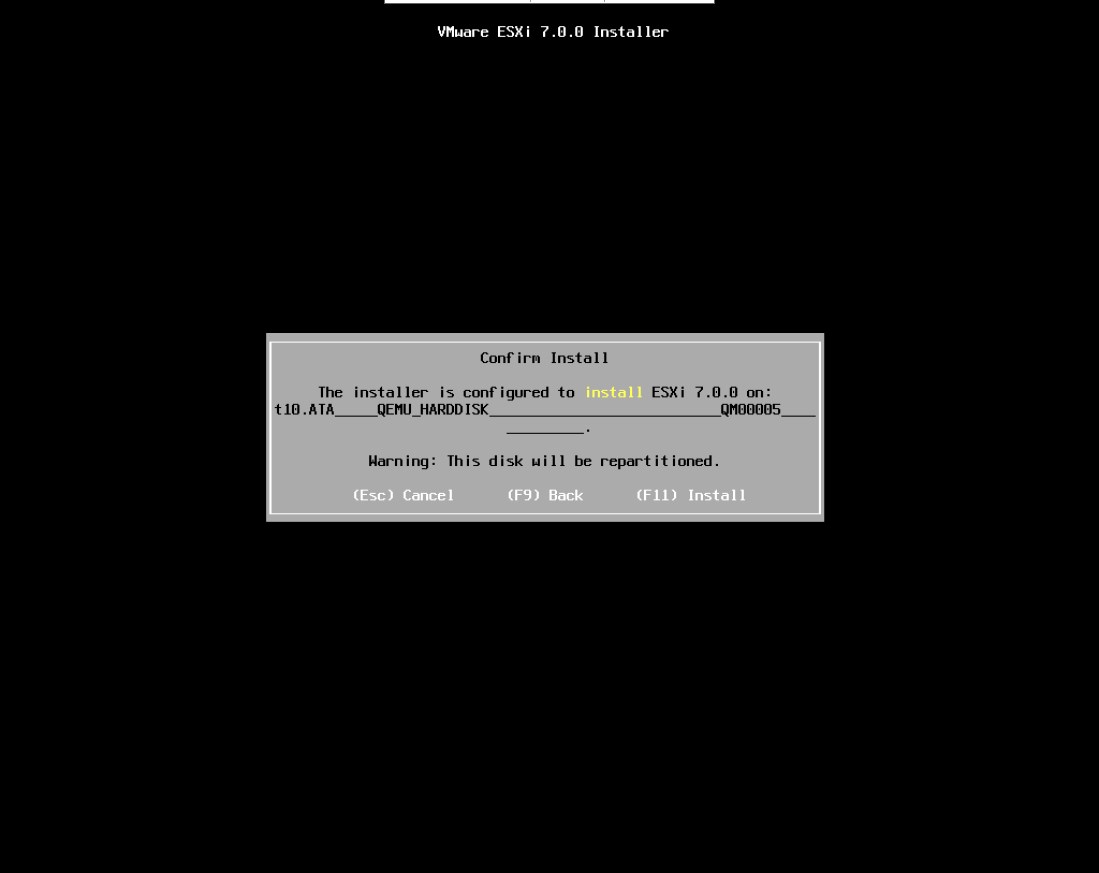 VMware ESXi 7.0.0 Installer
Confirm Install
The installer is configured to install ESXi 7.0.0 on:
t10.ATA_____QEMU_HARDDISK___________________________QM00005____
_________.
Warning: This disk will be repartitioned.
(Esc) Cancel      (F9) Back      (F11) Install